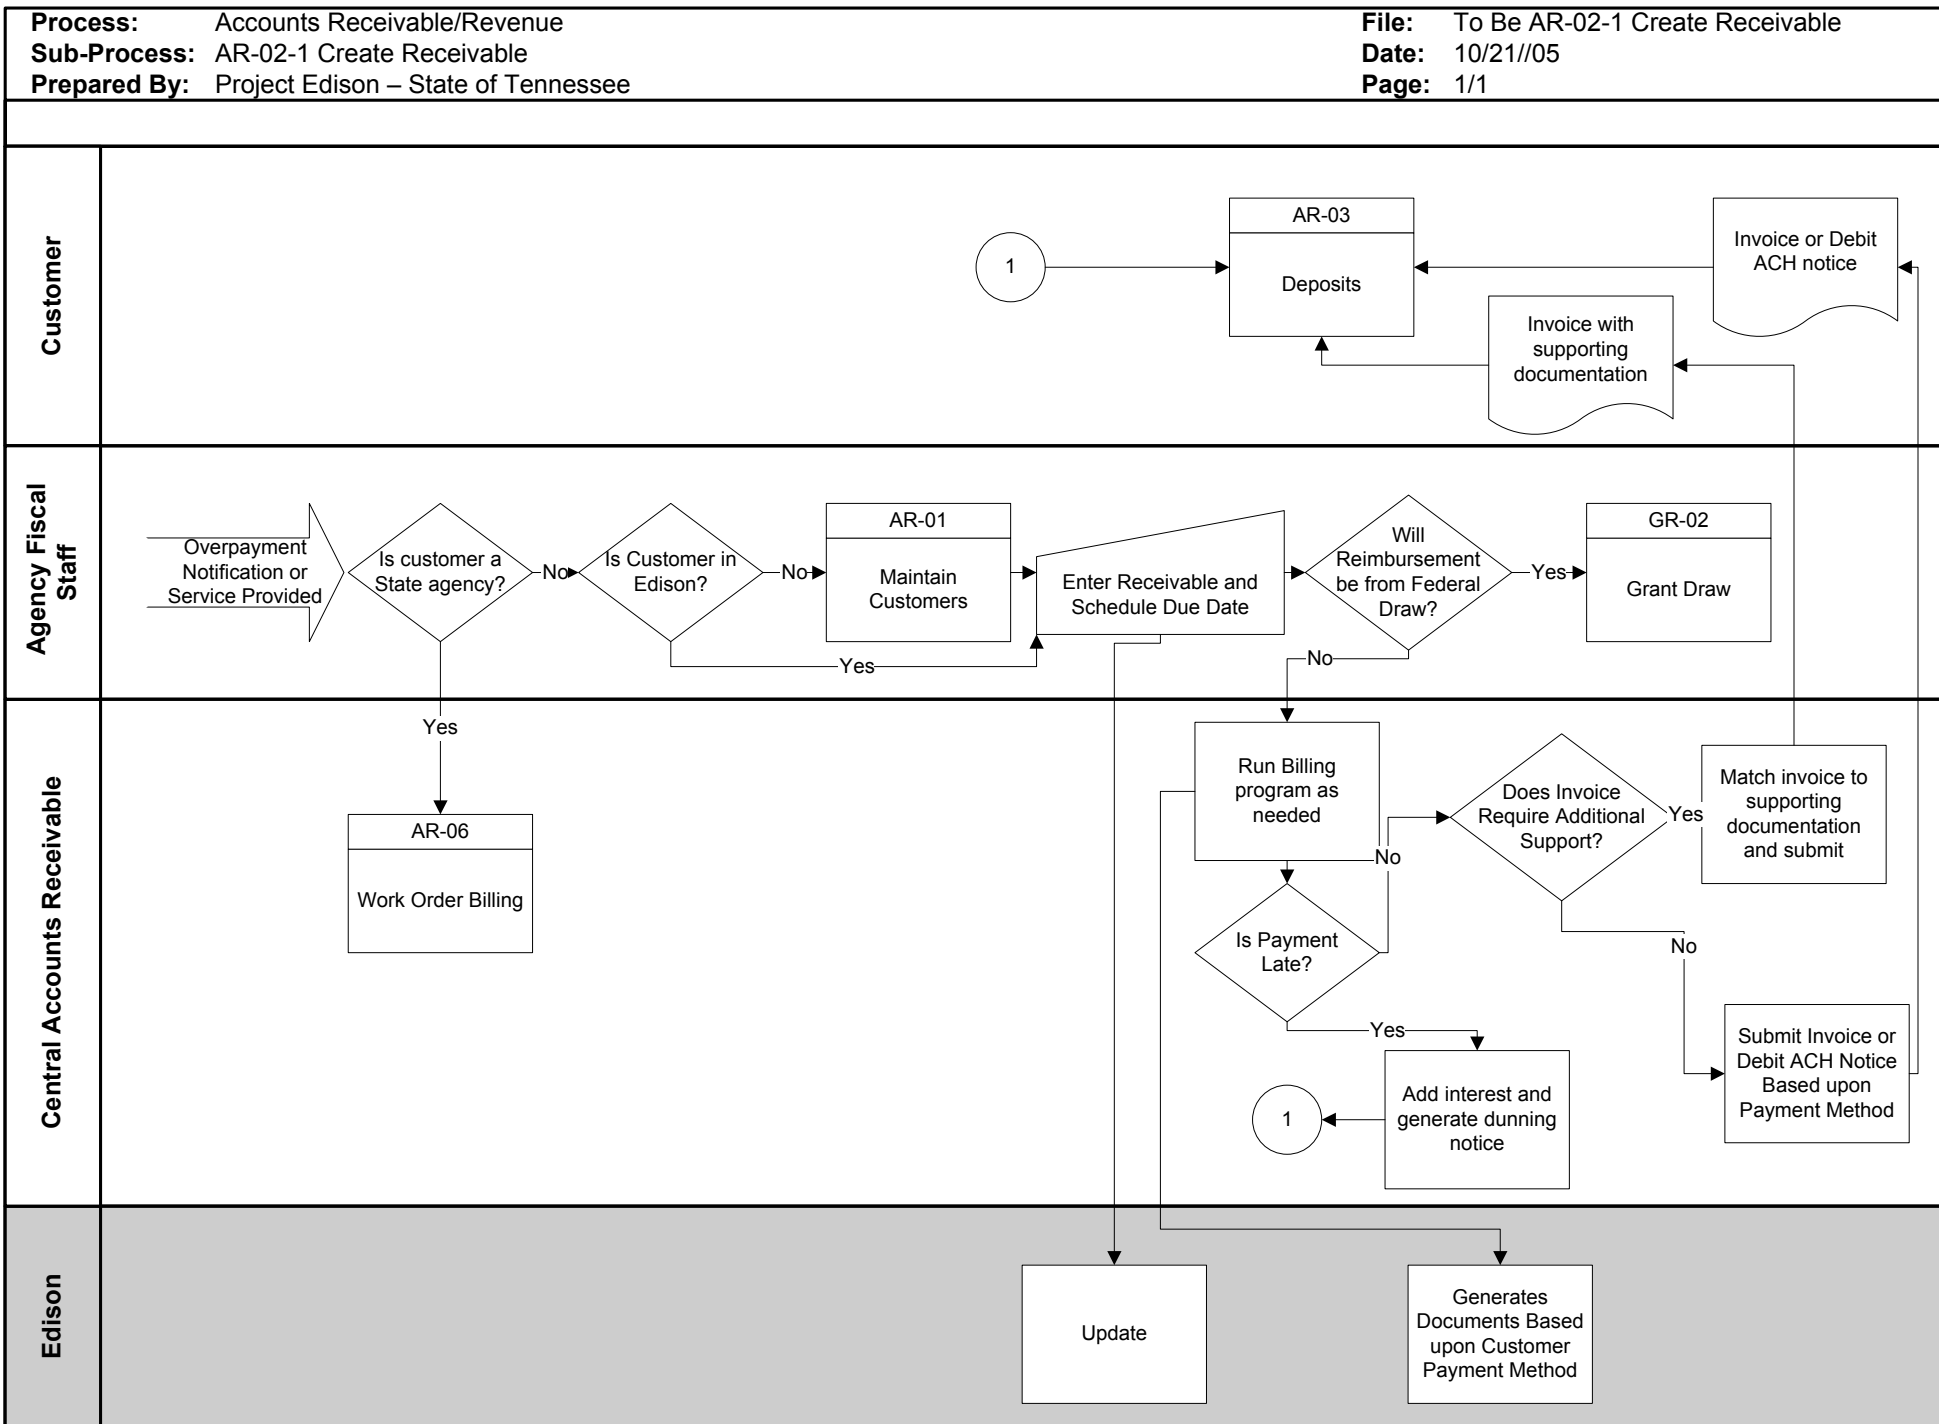 Process: Accounts Receivable/Revenue
Sub-Process: AR-02-1 Create Receivable
Prepared By: Project Edison – State of Tennessee
File: To Be AR-02-1 Create Receivable
Date: 10/21//05
Page: 1/1
Customer
1
AR-03
Deposits
Invoice or Debit
ACH notice
Invoice with
supporting
documentation
Agency Fiscal
Staff
Overpayment
Notification or
Service Provided
Is customer a
State agency?
No
Is Customer in
Edison?
No
AR-01
Maintain
Customers
Enter Receivable and
Schedule Due Date
Will
Reimbursement
be from Federal
Draw?
Yes
GR-02
Grant Draw
Yes
No
Central Accounts Receivable
Yes
AR-06
Work Order Billing
Run Billing
program as
needed
No
Does Invoice
Require Additional
Support?
Yes
Match invoice to
supporting
documentation
and submit
Is Payment
Late?
No
Yes
Add interest and
generate dunning
notice
1
Submit Invoice or
Debit ACH Notice
Based upon
Payment Method
Edison
Update
Generates
Documents Based
upon Customer
Payment Method